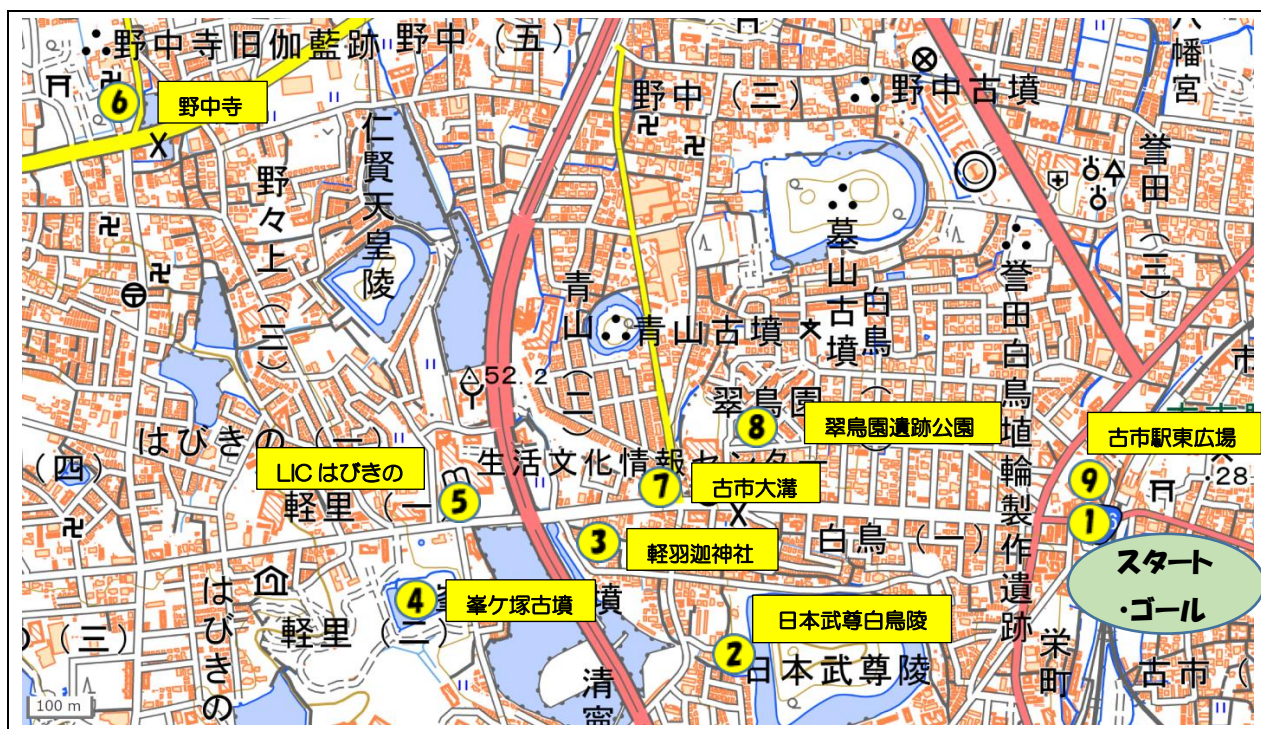 野中寺旧伽藍跡
野中(五)
野中(三)
野中古墳
八幡宮
6
野中寺
仁賢天皇陵
野々上(三)
誉田(三)
墓山古墳
白鳥
青山(二)
青山古墳
誉田白鳥埴輪製作遺跡
52.2
翠鳥園
8
翠鳥園遺跡公園
市
古市駅東広場
はびきの(一)
(四)
LICはびきの
生活文化情報センター
7
古市大溝
9
・28
軽里(一)
5
3
軽羽迦神社
白鳥(一)
1
スタート
・ゴール
4
峯ケ塚古墳
墳
軽里(二)
はびきの
の(三)
日本武尊白鳥陵
2
日本武尊陵
清寧
栄町
古市(
100 m